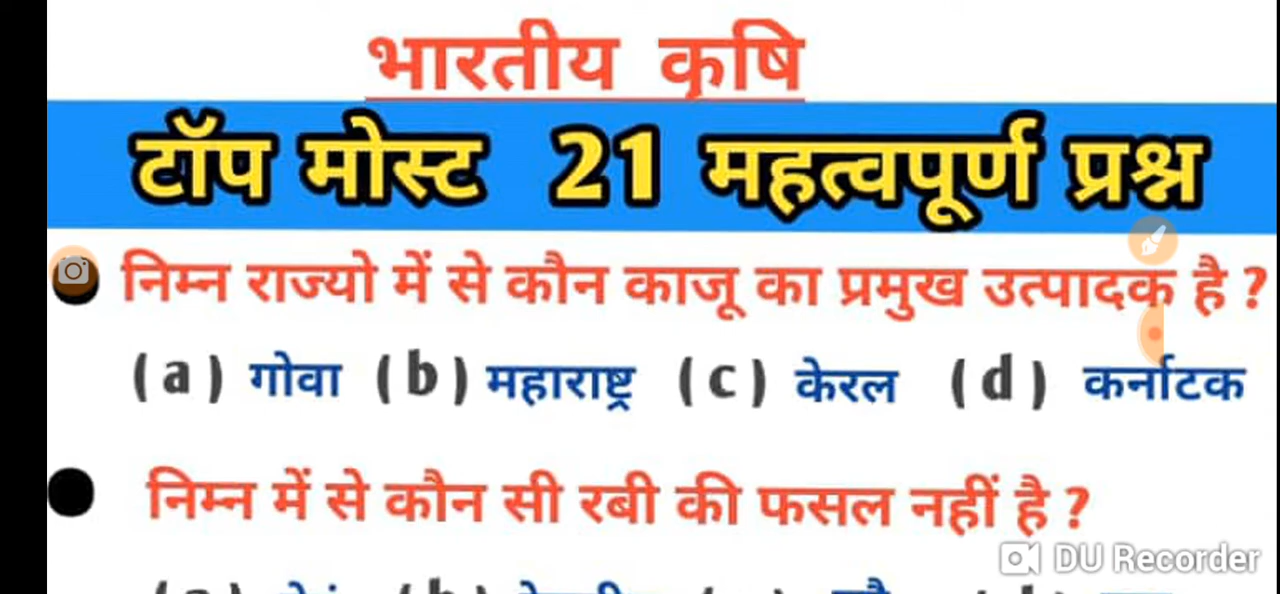 भारतीय कृषि
टॉप मोस्ट 21 महत्वपूर्ण प्रश्न
निम्न राज्यो में से कौन काजू का प्रमुख उत्पादक है ?
(a) गोवा (b) महाराष्ट्र (c) केरल (d) कर्नाटक
निम्न में से कौन सी रबी की फसल नहीं है ?
DU Recorder